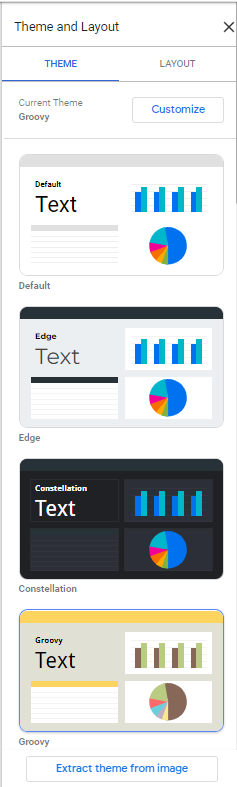 Theme and Layout
THEME
LAYOUT
Current Theme
Groovy
Customize
Default
Text
Default
Edge
Text
Edge
Constellation
Text
Constellation
Groovy
Text
Groovy
Extract theme from image